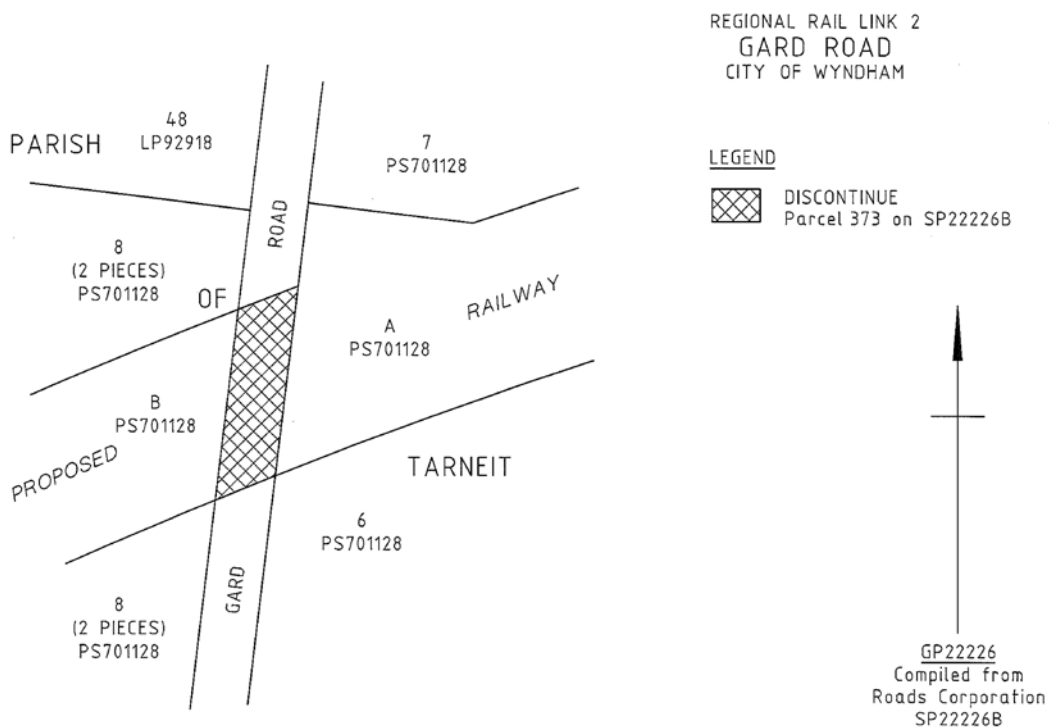 REGIONAL RAIL LINK 2
GARD ROAD
CITY OF WYNDHAM
48
LP92918
PARISH
7
PS701128
LEGEND
DISCONTINUE
Parcel 373 on SP22226B
ROAD
8
(2 PIECES)
PS701128
OF
RAILWAY
A
PS701128
B
PS701128
PROPOSED
TARNEIT
6
PS701128
GARD
8
(2 PIECES)
PS701128
GP22226
Compiled from
Roads Corporation
SP22226B